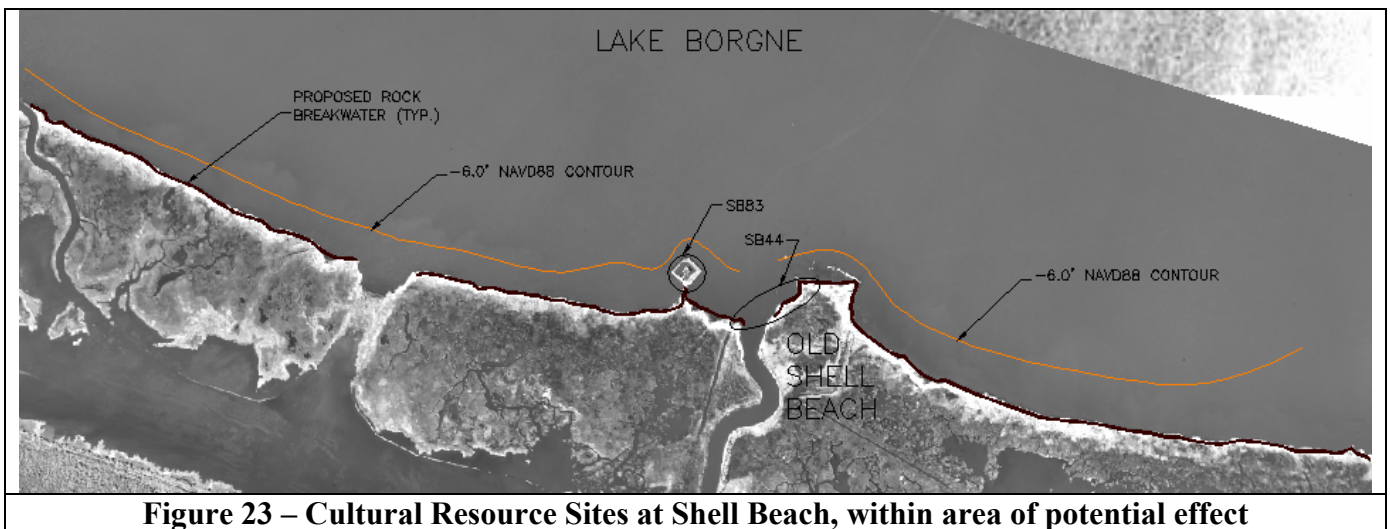 LAKE BORGNE
PROPOSED ROCK
BREAKWATER (TYP.)
-6.0' NAVD88 CONTOUR
SB83
SB44
-6.0' NAVD88 CONTOUR
OLD
SHELL
BEACH
Figure 23 – Cultural Resource Sites at Shell Beach, within area of potential effect